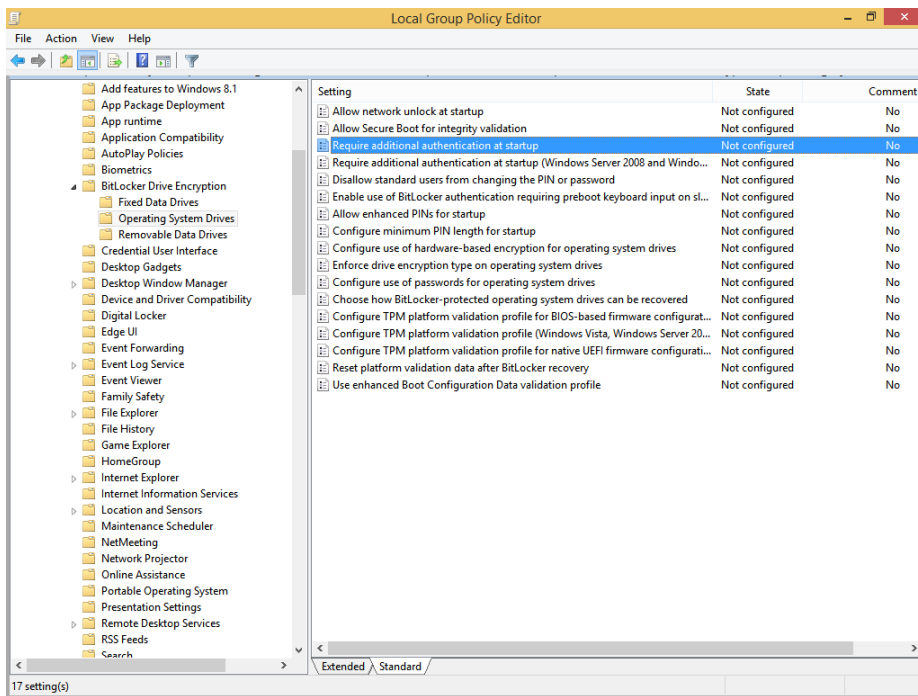 Local Group Policy Editor
File Action View Help
Add features to Windows 8.1
App Package Deployment
App runtime
Application Compatibility
AutoPlay Policies
Biometrics
BitLocker Drive Encryption
Fixed Data Drives
Operating System Drives
Removable Data Drives
Credential User Interface
Desktop Gadgets
Desktop Window Manager
Device and Driver Compatibility
Digital Locker
Edge UI
Event Forwarding
Event Log Service
Event Viewer
Family Safety
File Explorer
File History
Game Explorer
HomeGroup
Internet Explorer
Internet Information Services
Location and Sensors
Maintenance Scheduler
NetMeeting
Network Projector
Online Assistance
Portable Operating System
Presentation Settings
Remote Desktop Services
RSS Feeds
Search
Setting State Comment
Allow network unlock at startup Not configured No
Allow Secure Boot for integrity validation Not configured No
Require additional authentication at startup Not configured No
Require additional authentication at startup (Windows Server 2008 and Windo... Not configured No
Disallow standard users from changing the PIN or password Not configured No
Enable use of BitLocker authentication requiring preboot keyboard input on sl... Not configured No
Allow enhanced PINs for startup Not configured No
Configure minimum PIN length for startup Not configured No
Configure use of hardware-based encryption for operating system drives Not configured No
Enforce drive encryption type on operating system drives Not configured No
Configure use of passwords for operating system drives Not configured No
Choose how BitLocker-protected operating system drives can be recovered Not configured No
Configure TPM platform validation profile for BIOS-based firmware configurat... Not configured No
Configure TPM platform validation profile (Windows Vista, Windows Server 20... Not configured No
Configure TPM platform validation profile for native UEFI firmware configurati... Not configured No
Reset platform validation data after BitLocker recovery Not configured No
Use enhanced Boot Configuration Data validation profile Not configured No
Extended Standard
17 setting(s)